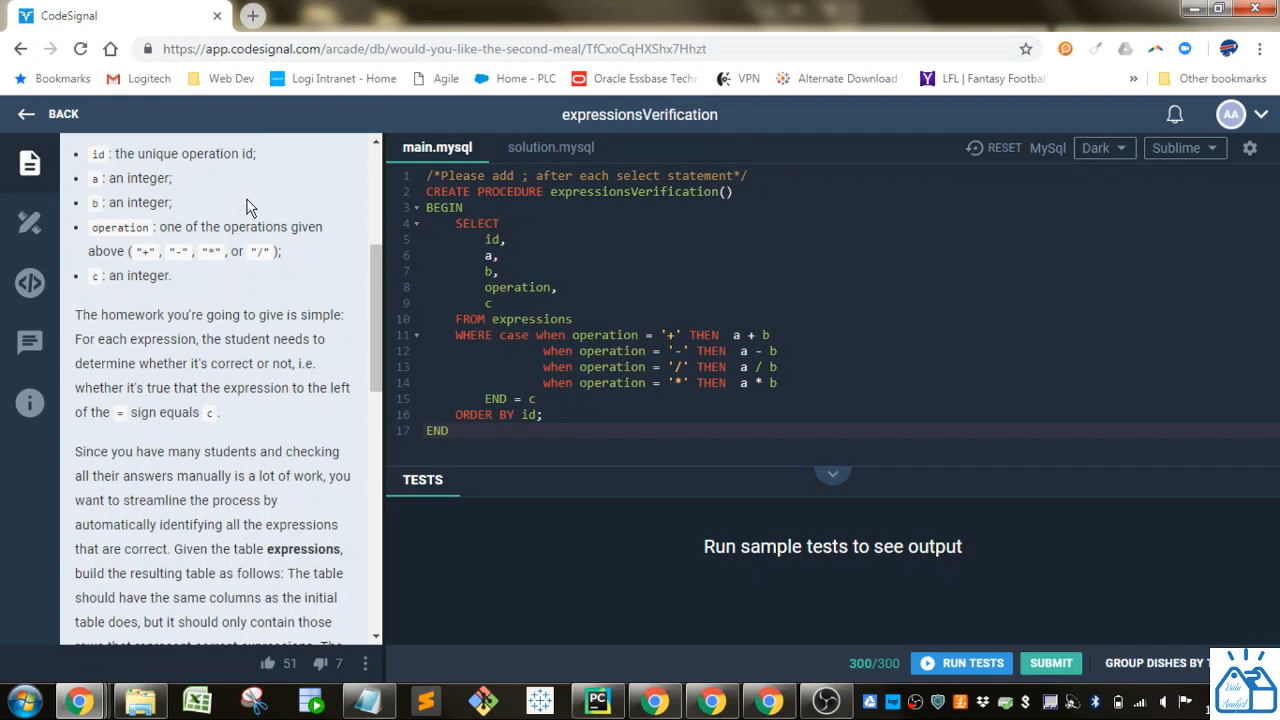 CodeSignal
https://app.codesignal.com/arcade/db/would-you-like-the-second-meal/TfCxoCqHXShx7Hhzt
Bookmarks Logitech Web Dev Logi Intranet - Home Agile Home - PLC Oracle Essbase Techn VPN Alternate Download LFL | Fantasy Football » Other bookmarks
BACK expressionsVerification AA
id : the unique operation id;
a : an integer;
b : an integer;
operation : one of the operations given
above ( "+" , "-" , "*" , or "/" );
c : an integer.
The homework you're going to give is simple:
For each expression, the student needs to
determine whether it's correct or not, i.e.
whether it's true that the expression to the left
of the = sign equals c .
Since you have many students and checking
all their answers manually is a lot of work, you
want to streamline the process by
automatically identifying all the expressions
that are correct. Given the table expressions,
build the resulting table as follows: The table
should have the same columns as the initial
table does, but it should only contain those
rows that represent correct expressions. The
51 7
main.mysql solution.mysql RESET MySql Dark Sublime
1 /*Please add ; after each select statement*/
2 CREATE PROCEDURE expressionsVerification()
3 BEGIN
4 SELECT
5 id,
6 a,
7 b,
8 operation,
9 c
10 FROM expressions
11 WHERE case when operation = '+' THEN a + b
12 when operation = '-' THEN a - b
13 when operation = '/' THEN a / b
14 when operation = '*' THEN a * b
15 END = c
16 ORDER BY id;
17 END
TESTS
Run sample tests to see output
300/300 RUN TESTS SUBMIT GROUP DISHES BY T
Data
Analyst